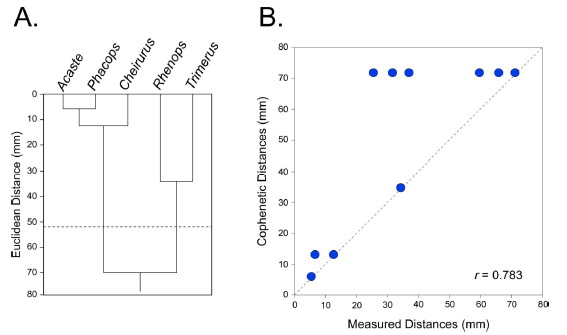 A.
Acaste
Phacops
Cheirurus
Rhenops
Trimerus
0
10
20
30
40
50
60
70
80
Euclidean Distance (mm)
B.
80
70
60
50
40
30
20
10
0
Cophenetic Distances (mm)
r = 0.783
0 10 20 30 40 50 60 70 80
Measured Distances (mm)